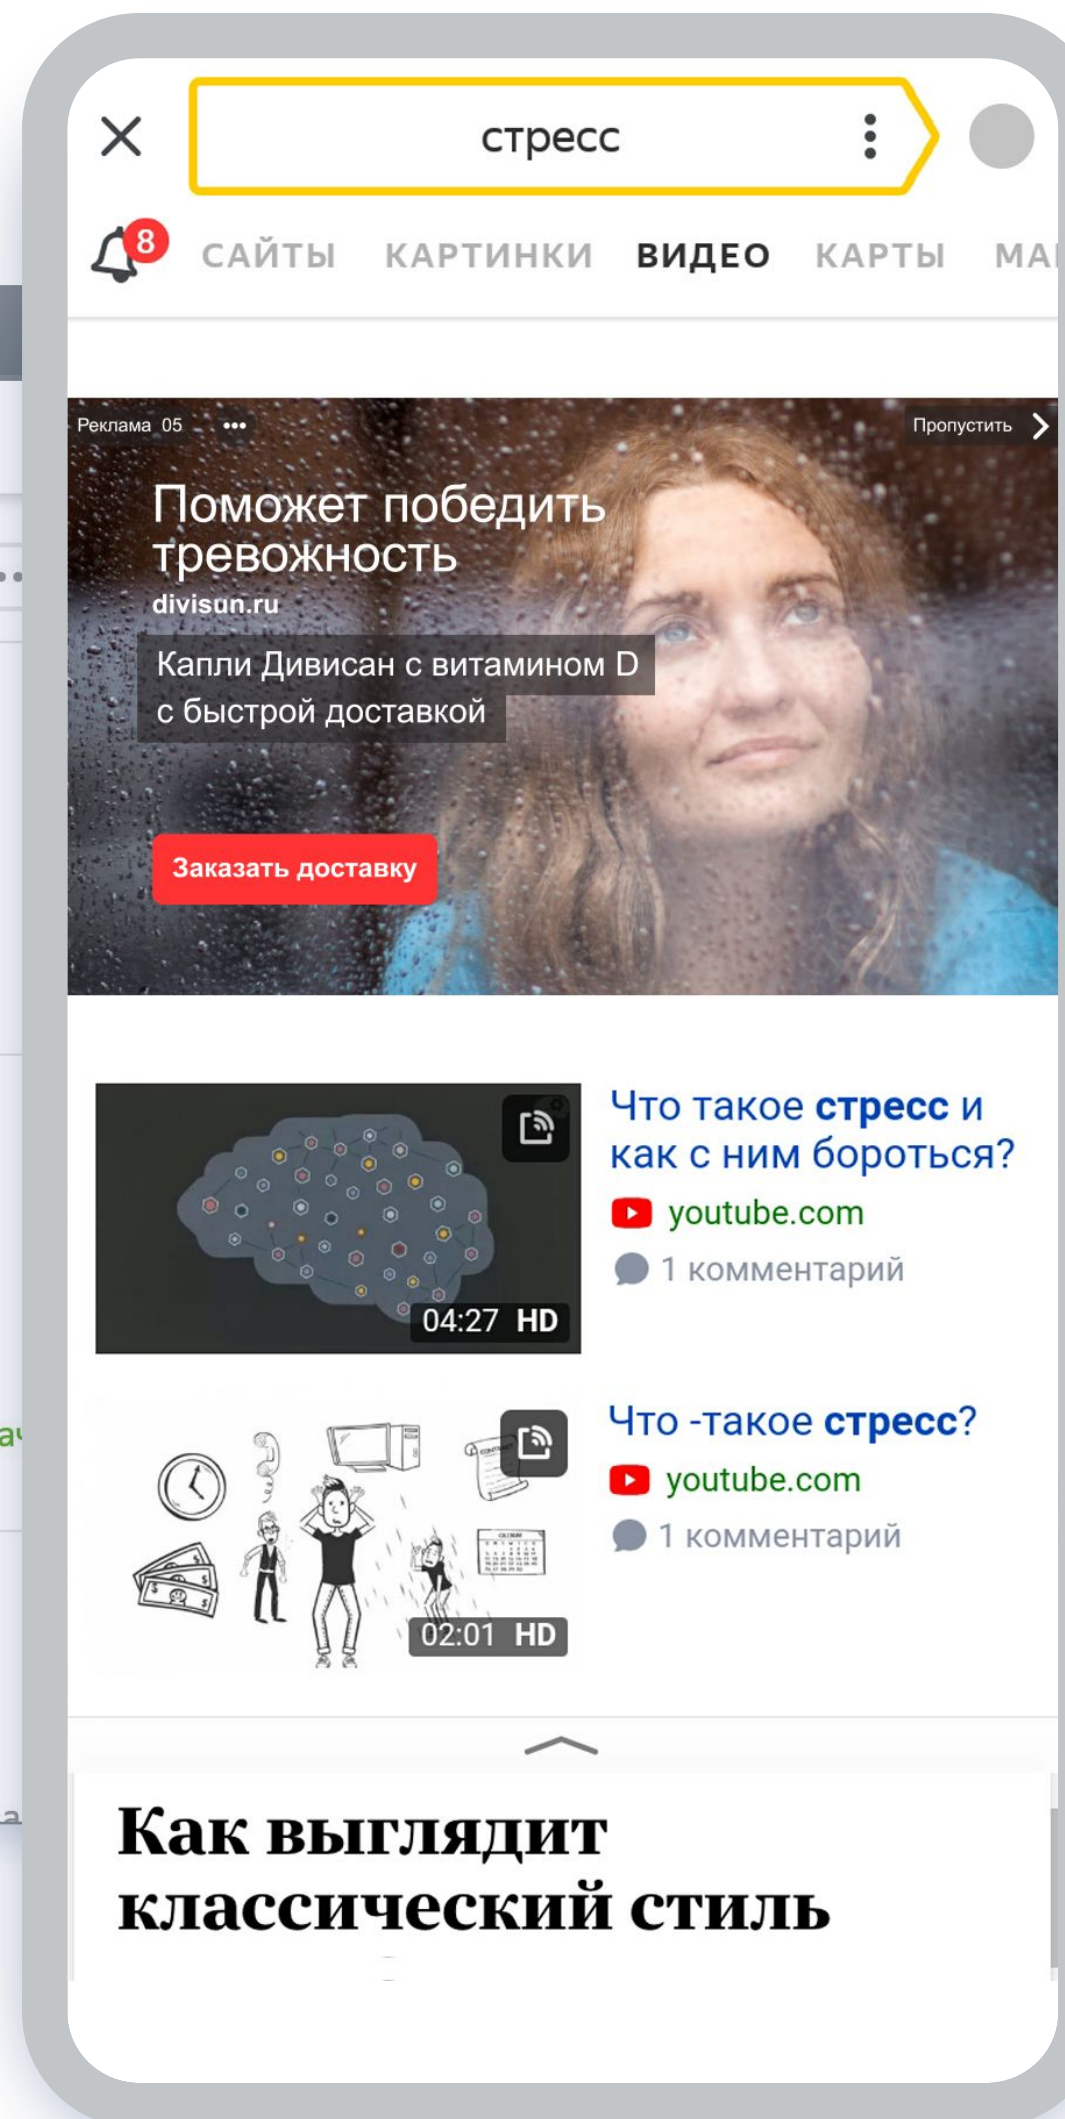 стресс
8
САЙТЫ КАРТИНКИ ВИДЕО КАРТЫ
Реклама 05
Пропустить
Поможет победить
тревожность
divisun.ru
Капли Дивисан с витамином D
с быстрой доставкой
Заказать доставку
Что такое стресс и
как с ним бороться?
youtube.com
1 комментарий
04:27 HD
Что -такое стресс?
youtube.com
1 комментарий
02:01 HD
Как выглядит
классический стиль